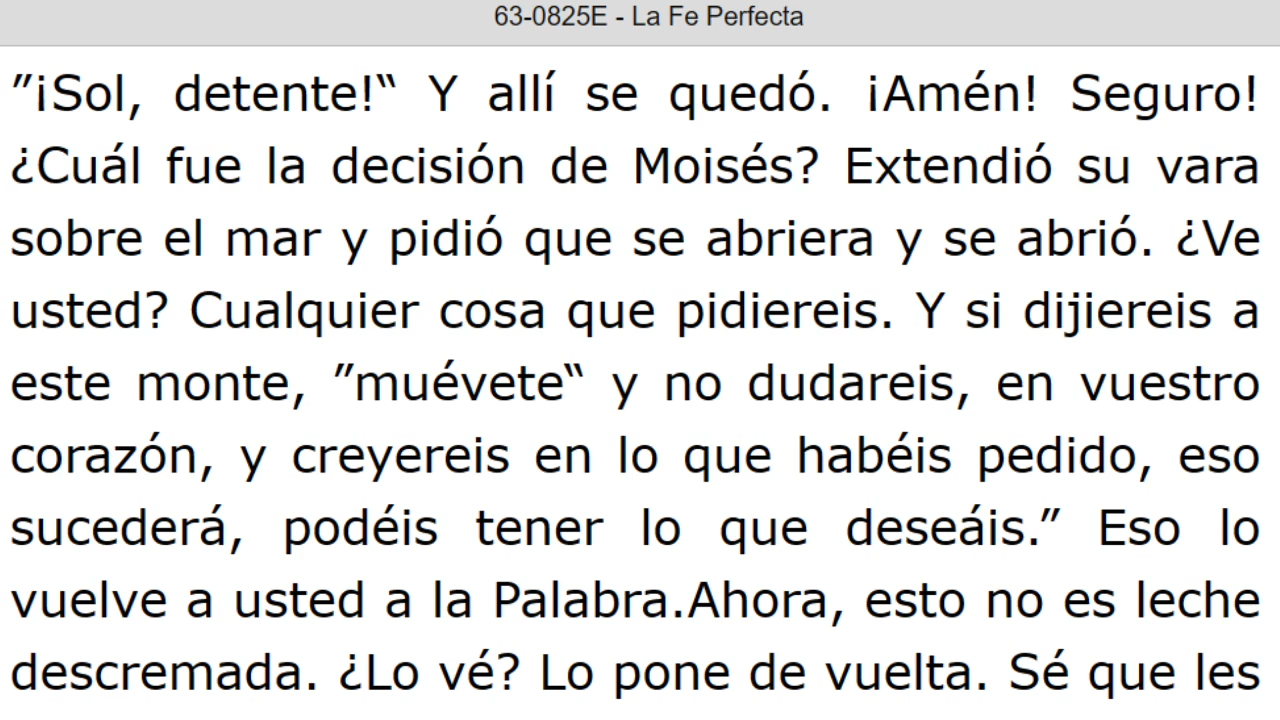 63-0825E - La Fe Perfecta
”¡Sol, detente!“ Y allí se quedó. ¡Amén! Seguro!
¿Cuál fue la decisión de Moisés? Extendió su vara
sobre el mar y pidió que se abriera y se abrió. ¿Ve
usted? Cualquier cosa que pidiereis. Y si dijiereis a
este monte, ”muévete“ y no dudareis, en vuestro
corazón, y creyereis en lo que habéis pedido, eso
sucederá, podéis tener lo que deseáis.” Eso lo
vuelve a usted a la Palabra.Ahora, esto no es leche
descremada. ¿Lo vé? Lo pone de vuelta. Sé que les